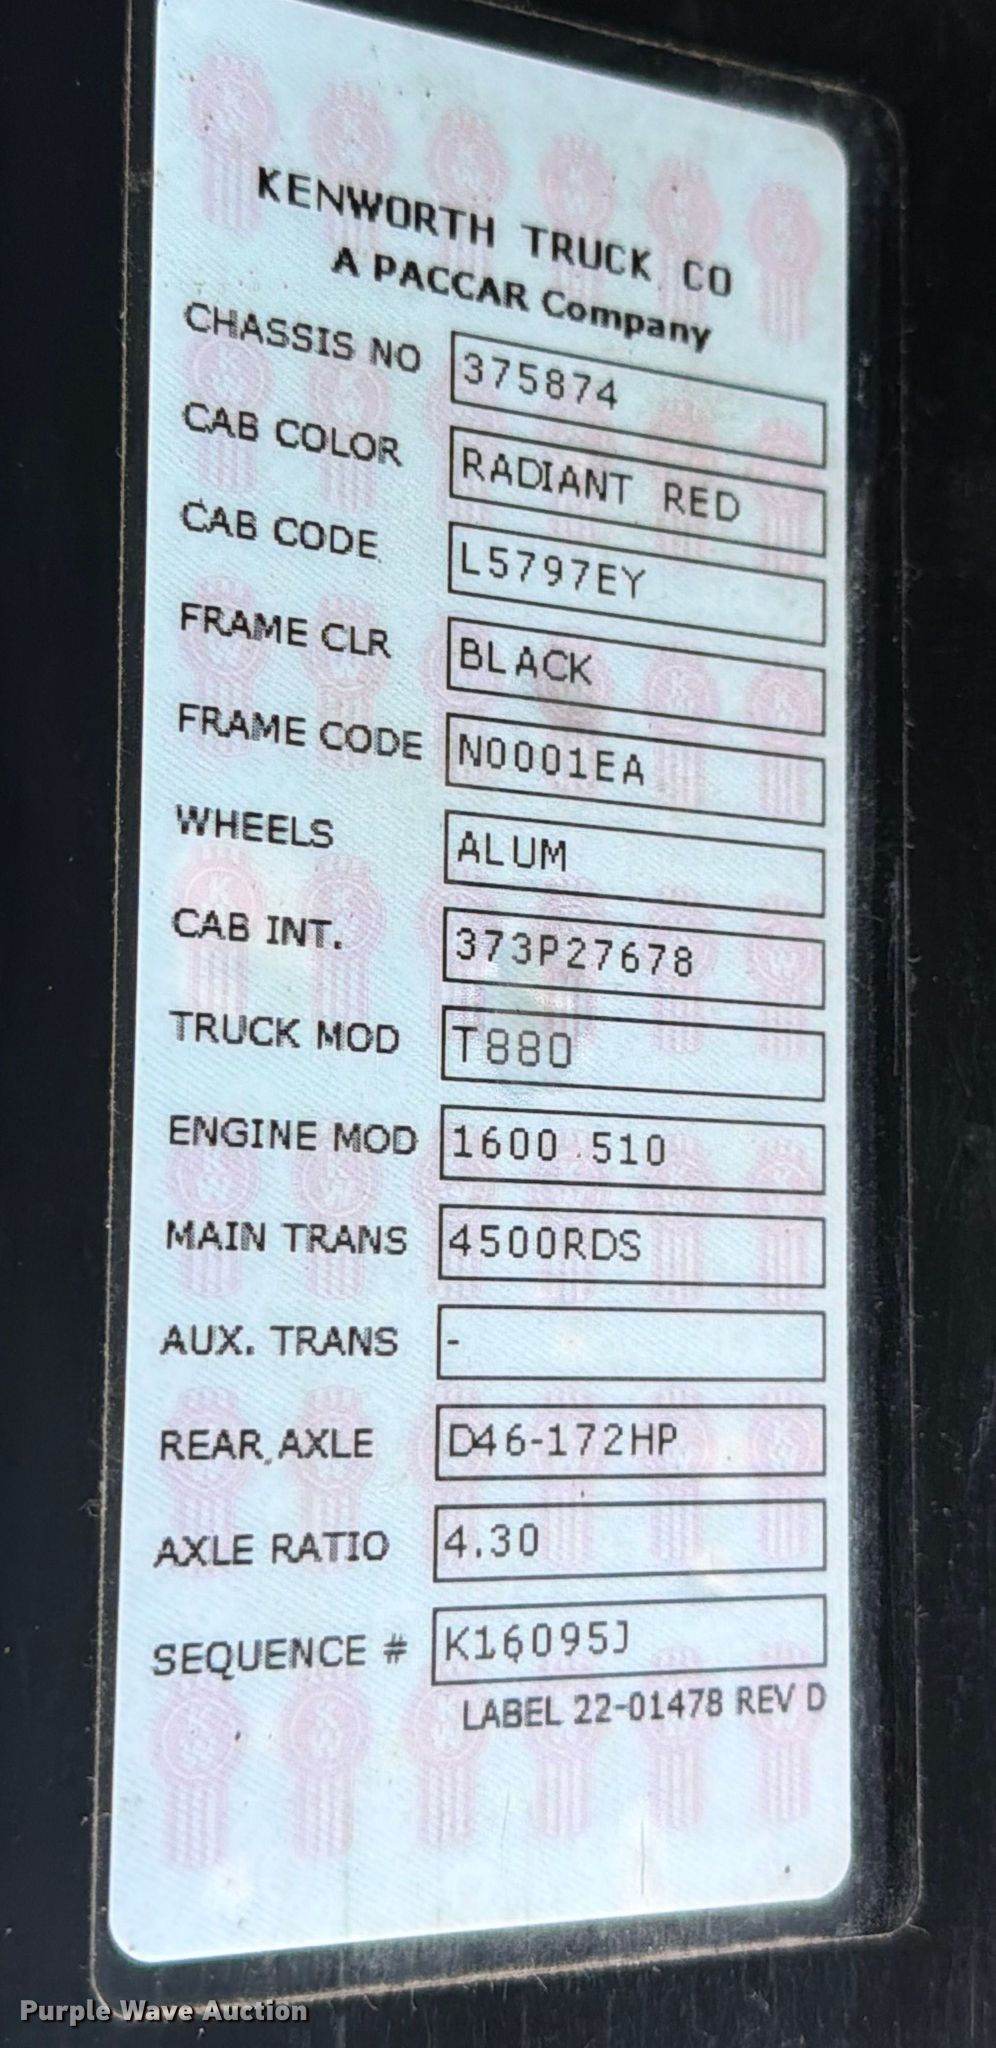 KENWORTH TRUCK CO
A PACCAR Company
CHASSIS NO 375874
CAB COLOR RADIANT RED
CAB CODE L5797EY
FRAME CLR BLACK
FRAME CODE N0001EA
WHEELS ALUM
CAB INT. 373P27678
TRUCK MOD T880
ENGINE MOD 1600 510
MAIN TRANS 4500RDS
AUX. TRANS -
REAR AXLE D46-172HP
AXLE RATIO 4.30
SEQUENCE # K16095J
LABEL 22-01478 REV D
Purple Wave Auction